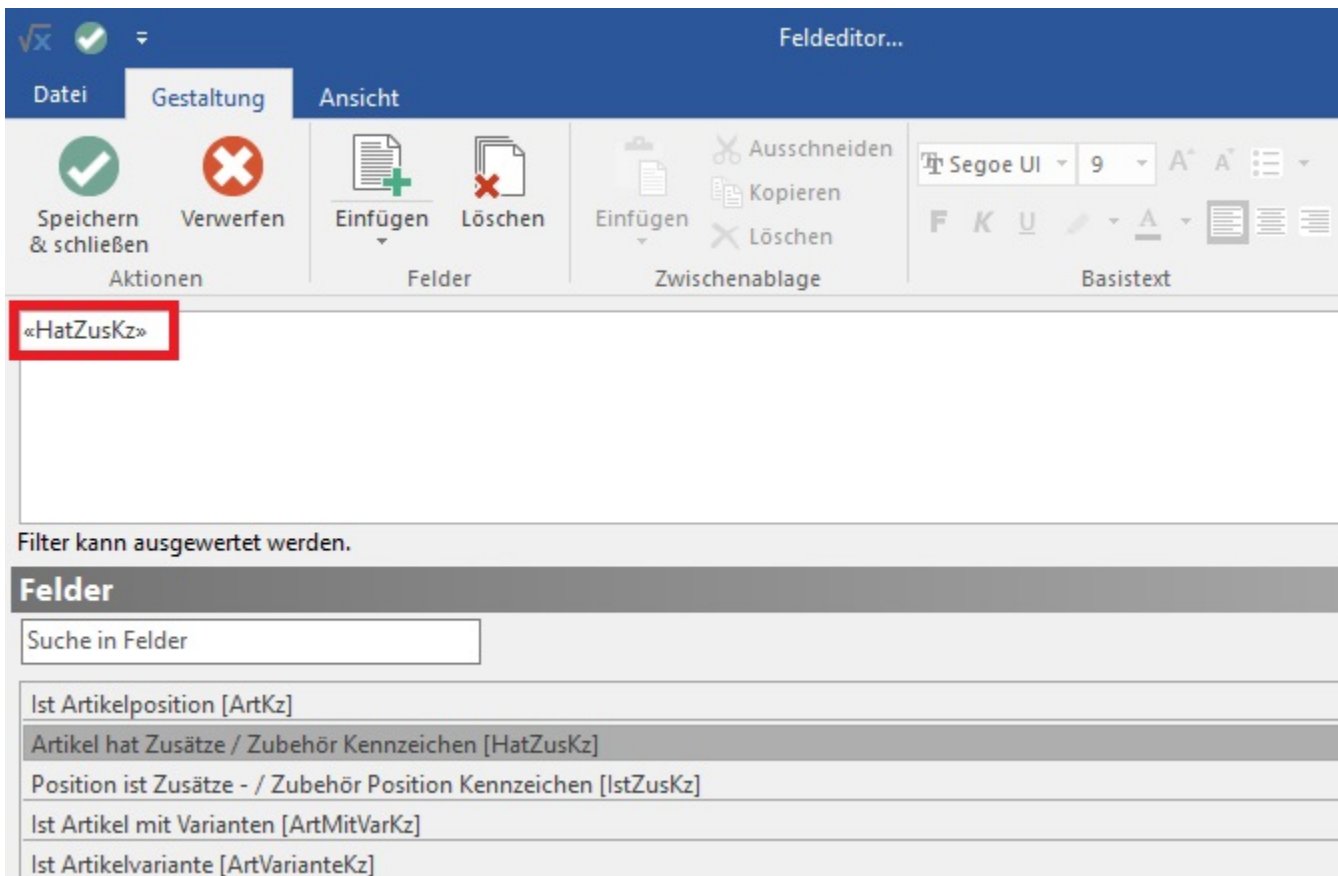 Feldeditor...
Datei Gestaltung Ansicht
Speichern & schließen Verwerfen Einfügen Löschen Einfügen Ausschneiden Kopieren Löschen Segoe UI 9 A A
F K U A
Aktionen Felder Zwischenablage Basistext
«HatZusKz»
Filter kann ausgewertet werden.
Felder
Suche in Felder
Ist Artikelposition [ArtKz]
Artikel hat Zusätze / Zubehör Kennzeichen [HatZusKz]
Position ist Zusätze - / Zubehör Position Kennzeichen [IstZusKz]
Ist Artikel mit Varianten [ArtMitVarKz]
Ist Artikelvariante [ArtVarianteKz]